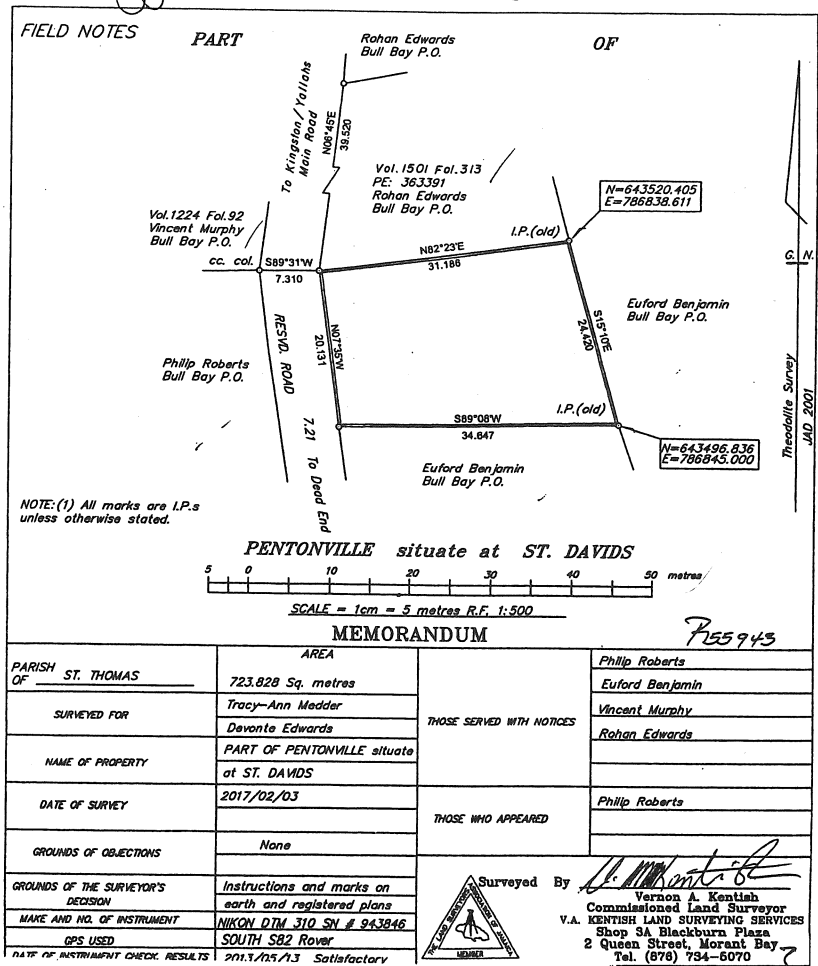 FIELD NOTES
PART
OF
Rohan Edwards
Bull Bay P.O.
To Kingston/Yallahs
Main Road
N06°45'E
39.520
Vol.1501 Fol.313
PE: 363391
Rohan Edwards
Bull Bay P.O.
N=643520.405
E=786838.611
Vol.1224 Fol.92
Vincent Murphy
Bull Bay P.O.
I.P.(old)
cc. col.
S89°31'W
7.310
N82°23'E
31.186
G. N.
Euford Benjamin
Bull Bay P.O.
S15°10'E
24.420
N07°35'W
20.131
RESVD. ROAD
7.21 To Dead End
Philip Roberts
Bull Bay P.O.
Theodolite Survey
JAD 2001
I.P.(old)
S89°08'W
34.647
N=643496.836
E=786845.000
Euford Benjamin
Bull Bay P.O.
NOTE:(1) All marks are I.P.s
unless otherwise stated.
PENTONVILLE situate at ST. DAVIDS
5 0 10 20 30 40 50 metres
SCALE = 1cm = 5 metres R.F. 1:500
MEMORANDUM
R55943
PARISH OF ST. THOMAS
AREA
723.828 Sq. metres
SURVEYED FOR
Tracy-Ann Medder
Devonte Edwards
NAME OF PROPERTY
PART OF PENTONVILLE situate
at ST. DAVIDS
DATE OF SURVEY
2017/02/03
GROUNDS OF OBJECTIONS
None
GROUNDS OF THE SURVEYOR'S
DECISION
Instructions and marks on
earth and registered plans
MAKE AND NO. OF INSTRUMENT
NIKON DTM 310 SN # 943846
GPS USED
SOUTH S82 Rover
DATE OF INSTRUMENT CHECK. RESULTS
2013/05/13 Satisfactory
THOSE SERVED WITH NOTICES
Philip Roberts
Euford Benjamin
Vincent Murphy
Rohan Edwards
THOSE WHO APPEARED
Philip Roberts
THE LAND SURVEYORS ASSOCIATION OF JAMAICA
MEMBER
Surveyed By
Vernon A. Kentish
Commissioned Land Surveyor
V.A. KENTISH LAND SURVEYING SERVICES
Shop 3A Blackburn Plaza
2 Queen Street, Morant Bay
Tel. (876) 734-6070